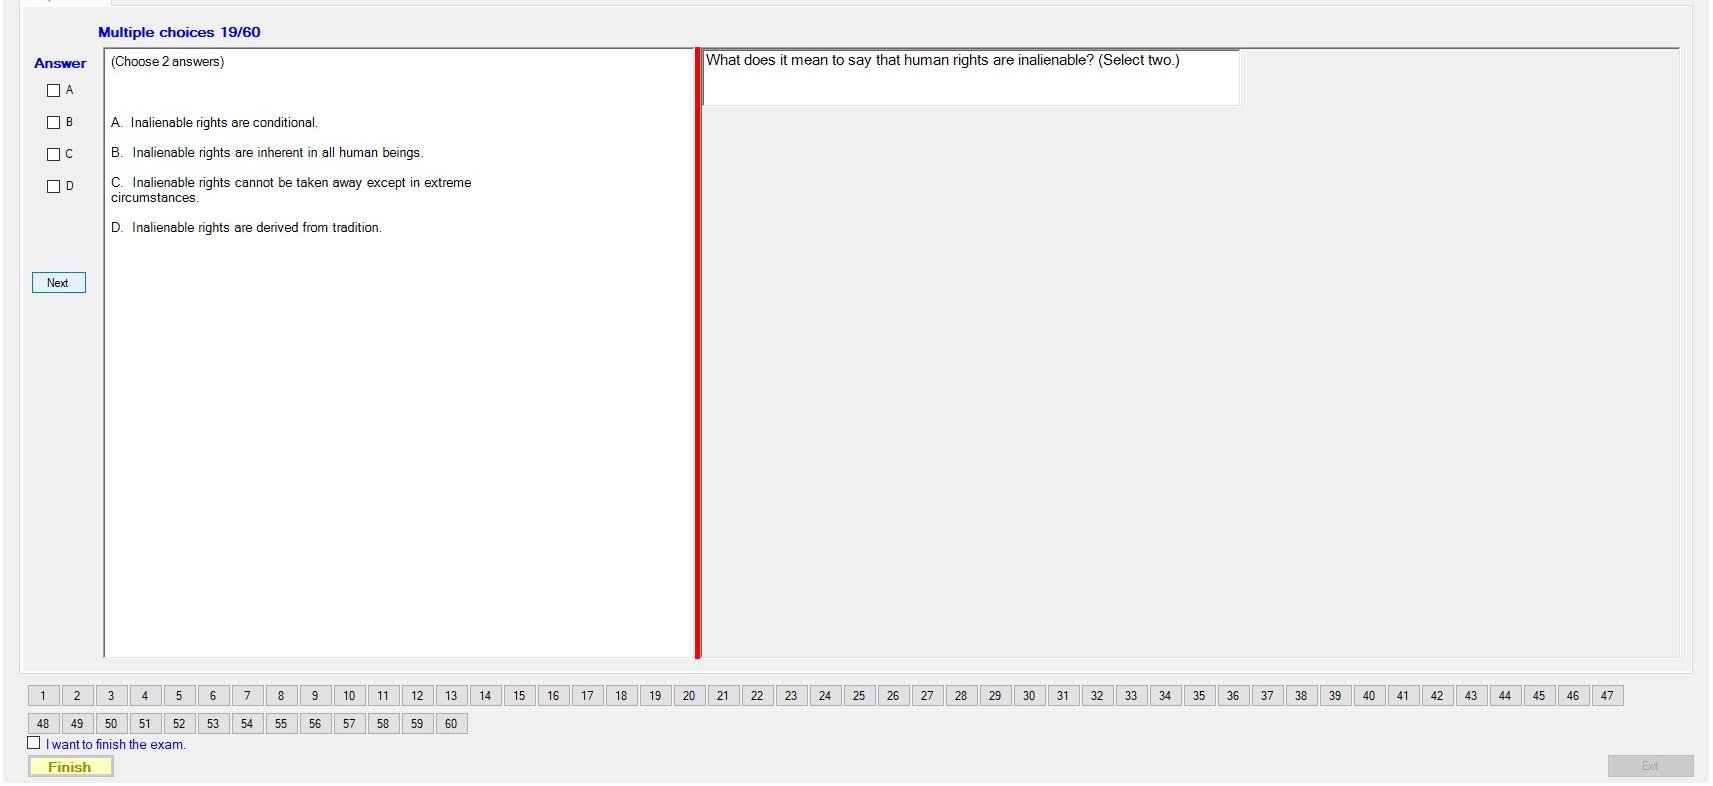 Multiple choices 19/60
Answer
A
B
C
D
Next
(Choose 2 answers)
A. Inalienable rights are conditional.
B. Inalienable rights are inherent in all human beings.
C. Inalienable rights cannot be taken away except in extreme
circumstances.
D. Inalienable rights are derived from tradition.
What does it mean to say that human rights are inalienable? (Select two.)
1 2 3 4 5 6 7 8 9 10 11 12 13 14 15 16 17 18 19 20 21 22 23 24 25 26 27 28 29 30 31 32 33 34 35 36 37 38 39 40 41 42 43 44 45 46 47
48 49 50 51 52 53 54 55 56 57 58 59 60
I want to finish the exam.
Finish
Exit